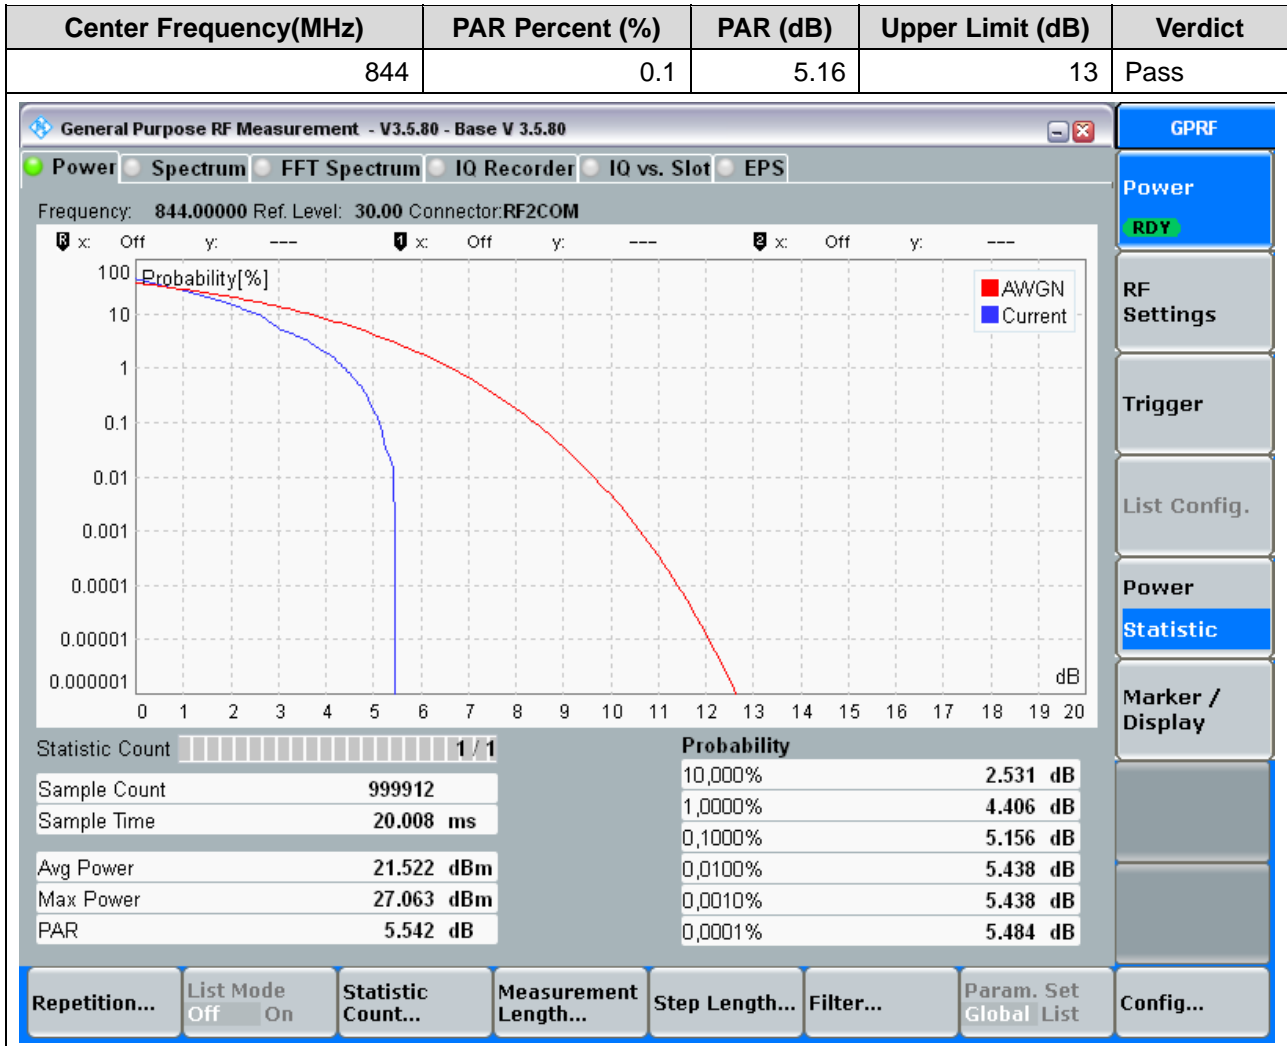 Center Frequency(MHz) PAR Percent (%) PAR (dB) Upper Limit (dB) Verdict
844 0.1 5.16 13 Pass
General Purpose RF Measurement - V3.5.80 - Base V 3.5.80
GPRF
Power Spectrum FFT Spectrum IQ Recorder IQ vs. Slot EPS
Frequency: 844.00000 Ref. Level: 30.00 Connector:RF2COM
R x: Off y: --- 1 x: Off y: --- 2 x: Off y: ---
Probability[%]
AWGN
Current
100
10
1
0.1
0.01
0.001
0.0001
0.00001
0.000001
dB
0 1 2 3 4 5 6 7 8 9 10 11 12 13 14 15 16 17 18 19 20
Statistic Count 1 / 1
Sample Count 999912
Sample Time 20.008 ms
Avg Power 21.522 dBm
Max Power 27.063 dBm
PAR 5.542 dB
Probability
10,000% 2.531 dB
1,0000% 4.406 dB
0,1000% 5.156 dB
0,0100% 5.438 dB
0,0010% 5.438 dB
0,0001% 5.484 dB
Power
RDY
RF
Settings
Trigger
List Config.
Power
Statistic
Marker /
Display
Repetition...
List Mode
Off On
Statistic
Count...
Measurement
Length...
Step Length...
Filter...
Param. Set
Global List
Config...